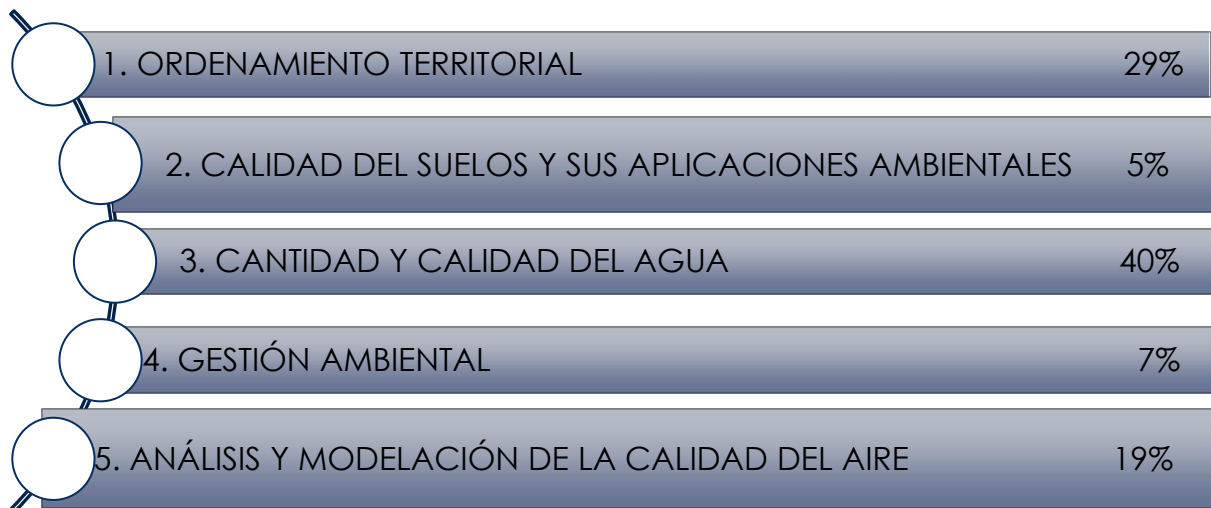 1. ORDENAMIENTO TERRITORIAL 29%
2. CALIDAD DEL SUELOS Y SUS APLICACIONES AMBIENTALES 5%
3. CANTIDAD Y CALIDAD DEL AGUA 40%
4. GESTIÓN AMBIENTAL 7%
5. ANÁLISIS Y MODELACIÓN DE LA CALIDAD DEL AIRE 19%